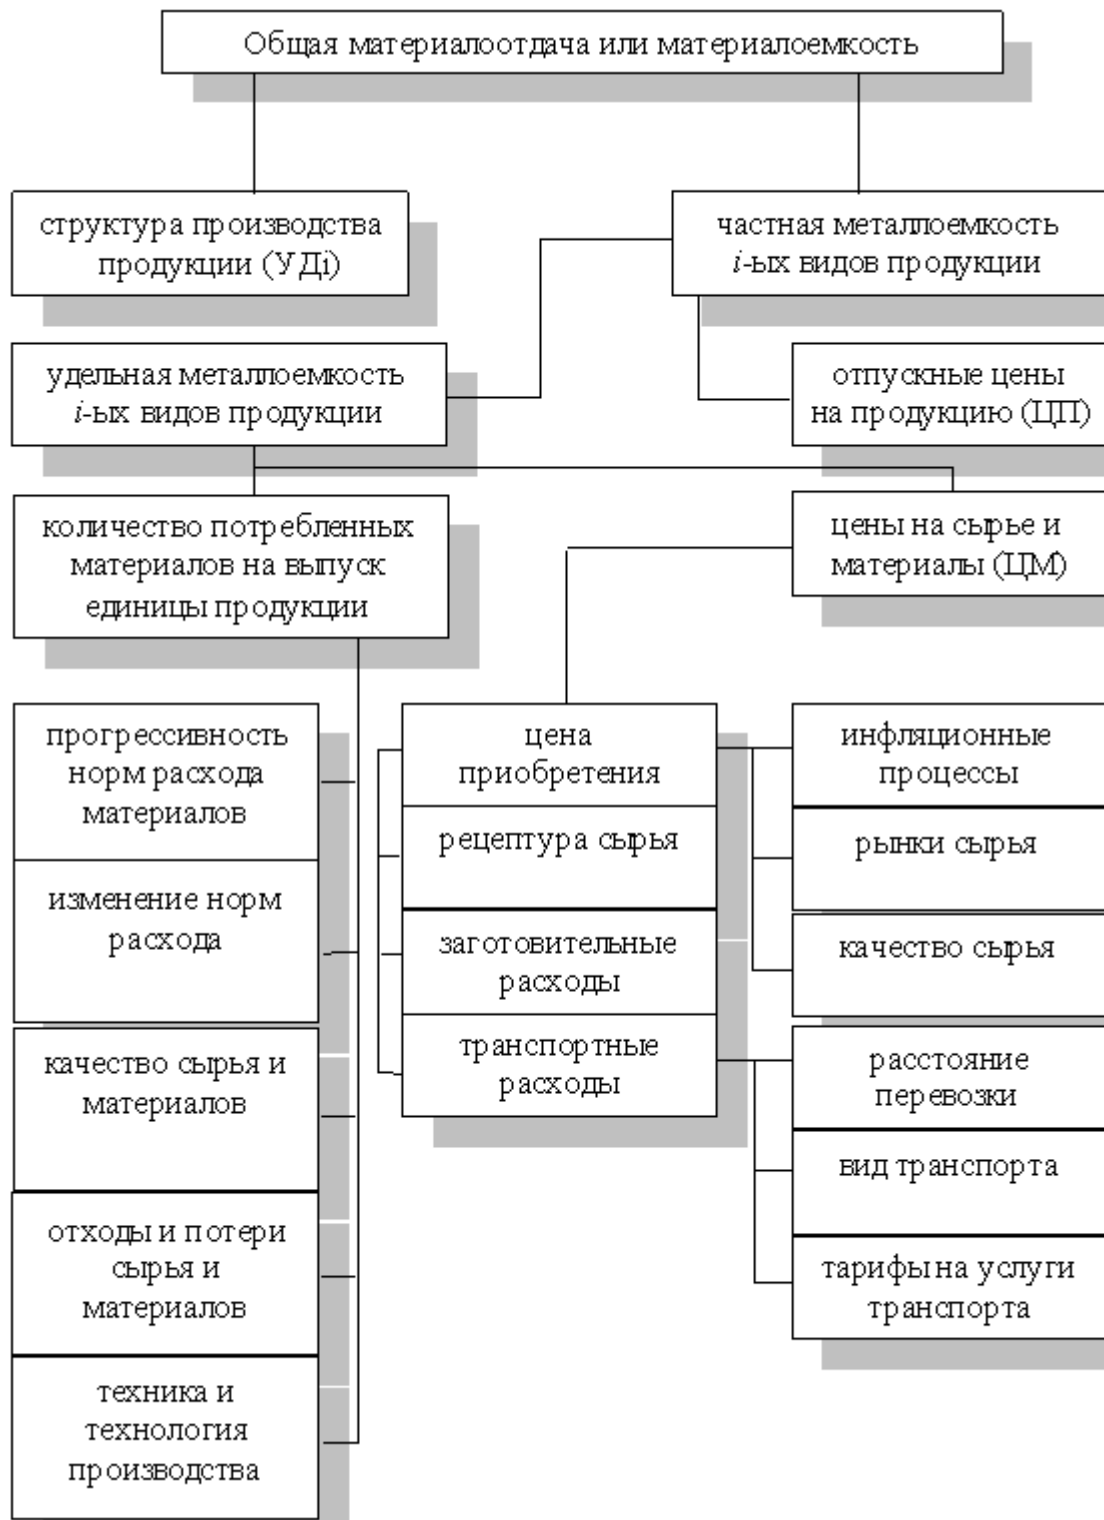 Общая материалоотдача или материалоемкость
структура производства
продукции (УДi)
частная металлоемкость
i-ых видов продукции
удельная металлоемкость
i-ых видов продукции
отпускные цены
на продукцию (ЦП)
количество потребленных
материалов на выпуск
единицы продукции
цены на сырье и
материалы (ЦМ)
прогрессивность
норм расхода
материалов
изменение норм
расхода
качество сырья и
материалов
отходы и потери
сырья и
материалов
техника и
технология
производства
цена
приобретения
рецептура сырья
заготовительные
расходы
транспортные
расходы
инфляционные
процессы
рынки сырья
качество сырья
расстояние
перевозки
вид транспорта
тарифы на услуги
транспорта